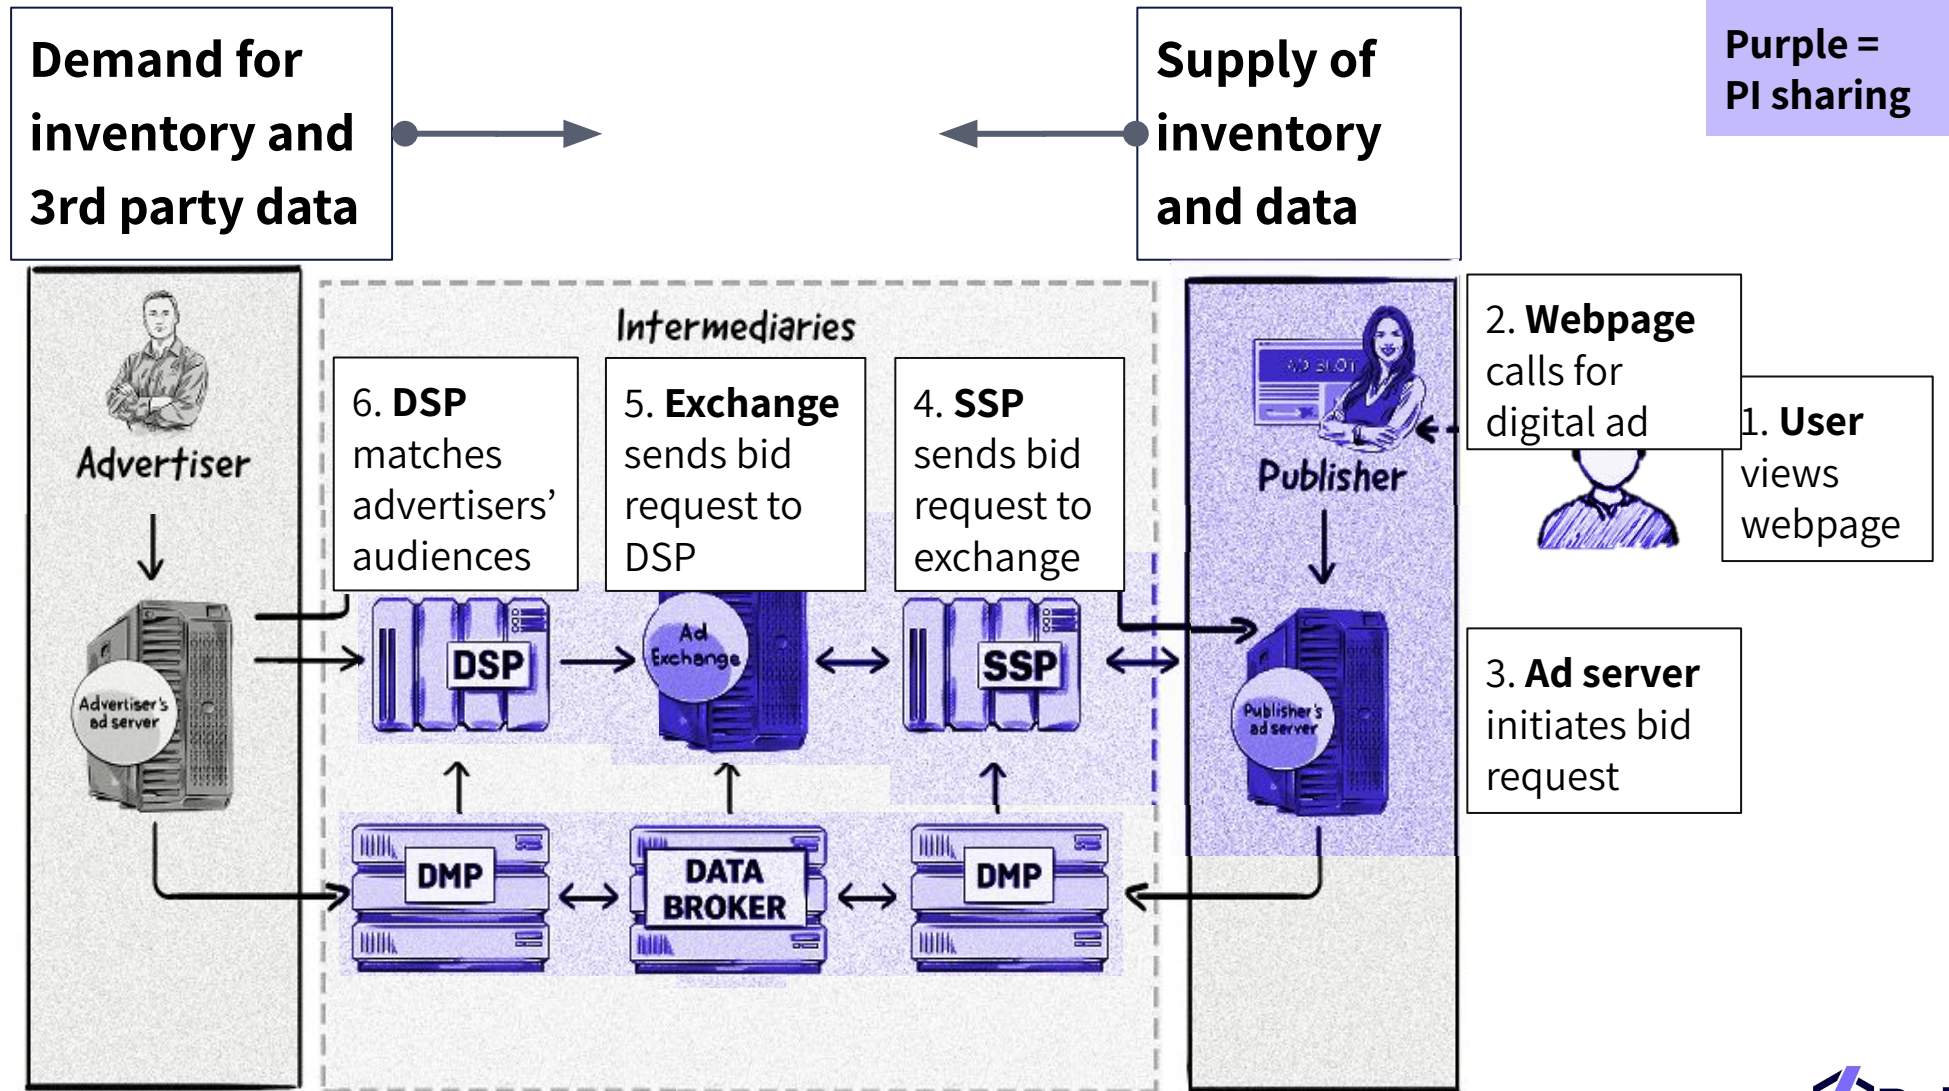 Demand for
inventory and
3rd party data
Supply of
inventory
and data
Purple =
PI sharing
Intermediaries
Advertiser
6. DSP
matches
advertisers’
audiences
5. Exchange
sends bid
request to
DSP
4. SSP
sends bid
request to
exchange
AD SLOT
Publisher
2. Webpage
calls for
digital ad
1. User
views
webpage
3. Ad server
initiates bid
request
Advertiser's
ad server
DSP
Ad
Exchange
SSP
Publisher's
ad server
DMP
DATA
BROKER
DMP